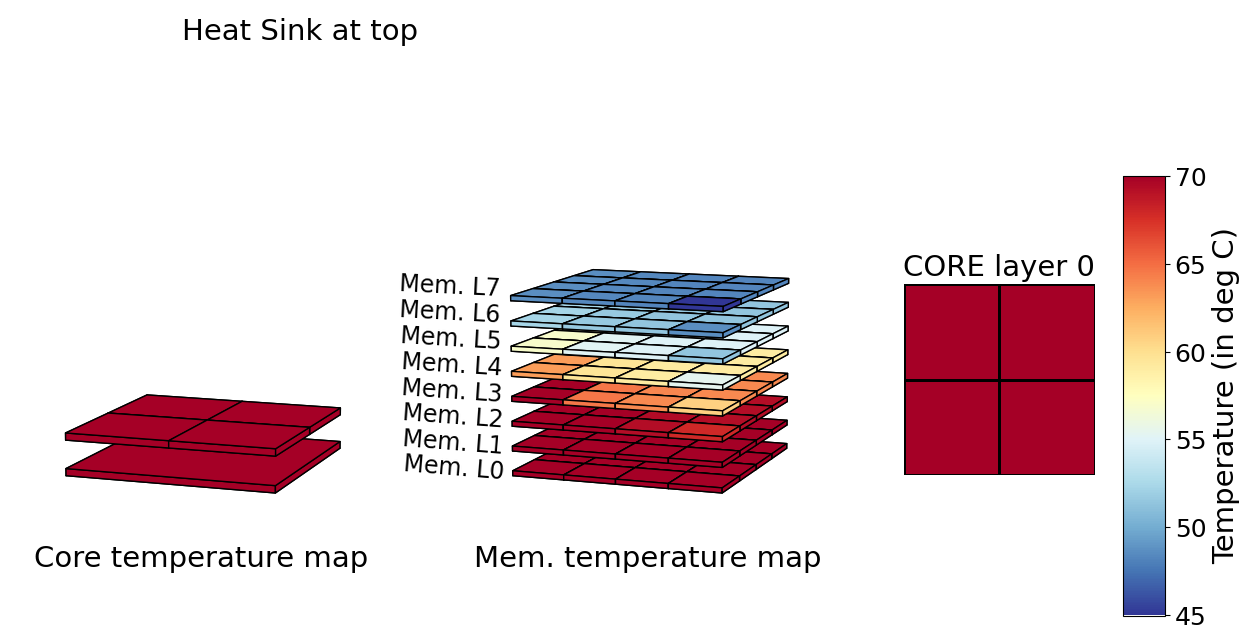 Heat Sink at top
Mem. L7
Mem. L6
Mem. L5
Mem. L4
Mem. L3
Mem. L2
Mem. L1
Mem. L0
Core temperature map
Mem. temperature map
CORE layer 0
70
65
60
55
50
45
Temperature (in deg C)